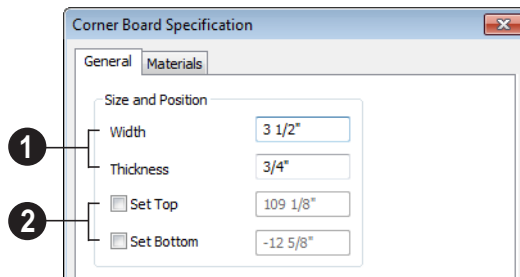 Corner Board Specification
General Materials
Size and Position
1
Width 3 1/2"
Thickness 3/4"
2
Set Top 109 1/8"
Set Bottom -12 5/8"